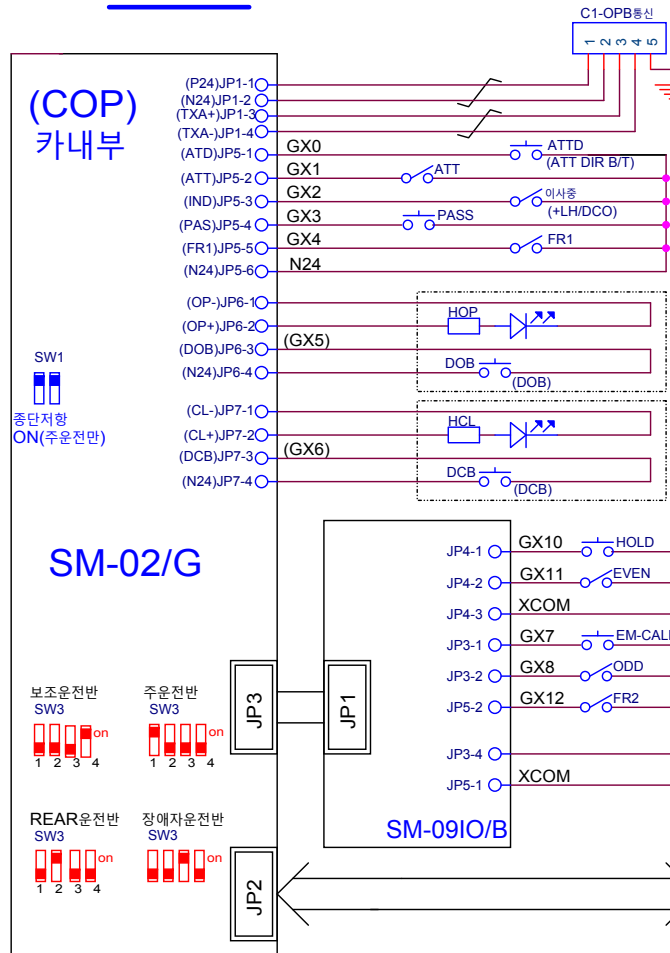 C1-OPB통신
1 2 3 4 5
(COP)
카내부
(P24)JP1-1
(N24)JP1-2
(TXA+)JP1-3
(TXA-)JP1-4
(ATD)JP5-1 GX0 ATTD
(ATT DIR B/T)
(ATT)JP5-2 GX1 ATT
(IND)JP5-3 GX2 이사중
(+LH/DCO)
(PAS)JP5-4 GX3 PASS
(FR1)JP5-5 GX4 FR1
(N24)JP5-6 N24
(OP-)JP6-1
(OP+)JP6-2 HOP
(DOB)JP6-3 (GX5)
(N24)JP6-4 DOB (DOB)
SW1
종단저항
ON(주운전만)
(CL-)JP7-1
(CL+)JP7-2 HCL
(DCB)JP7-3 (GX6)
(N24)JP7-4 DCB (DCB)
SM-02/G
JP4-1 GX10 HOLD
JP4-2 GX11 EVEN
JP4-3 XCOM
JP3-1 GX7 EM-CALL
JP3-2 GX8 ODD
JP5-2 GX12 FR2
JP3-4
JP5-1 XCOM
SM-09IO/B
JP3
JP1
보조운전반
SW3
on
1 2 3 4
주운전반
SW3
on
1 2 3 4
REAR운전반
SW3
on
1 2 3 4
장애자운전반
SW3
on
1 2 3 4
JP2